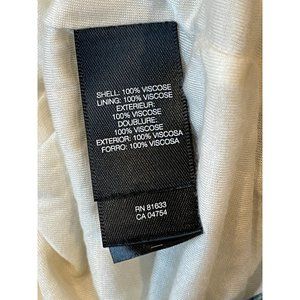 SHELL: 100% VISCOSE
LINING: 100% VISCOSE
EXTERIEUR:
100% VISCOSE
DOUBLURE:
100% VISCOSE
EXTERIOR: 100% VISCOSA
FORRO: 100% VISCOSA
RN 81633
CA 04754